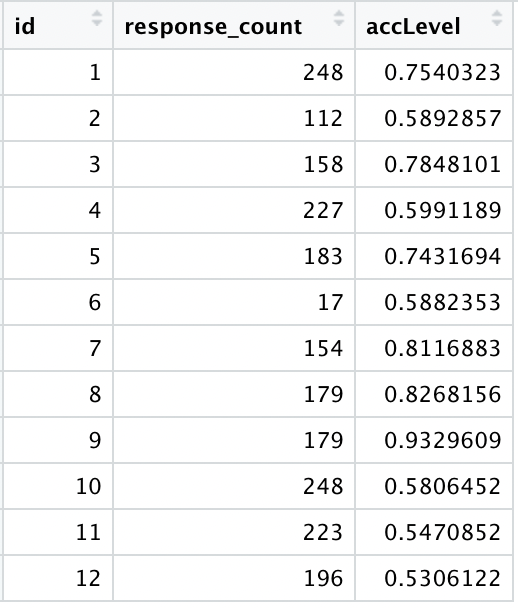 id response_count accLevel
1 248 0.7540323
2 112 0.5892857
3 158 0.7848101
4 227 0.5991189
5 183 0.7431694
6 17 0.5882353
7 154 0.8116883
8 179 0.8268156
9 179 0.9329609
10 248 0.5806452
11 223 0.5470852
12 196 0.5306122